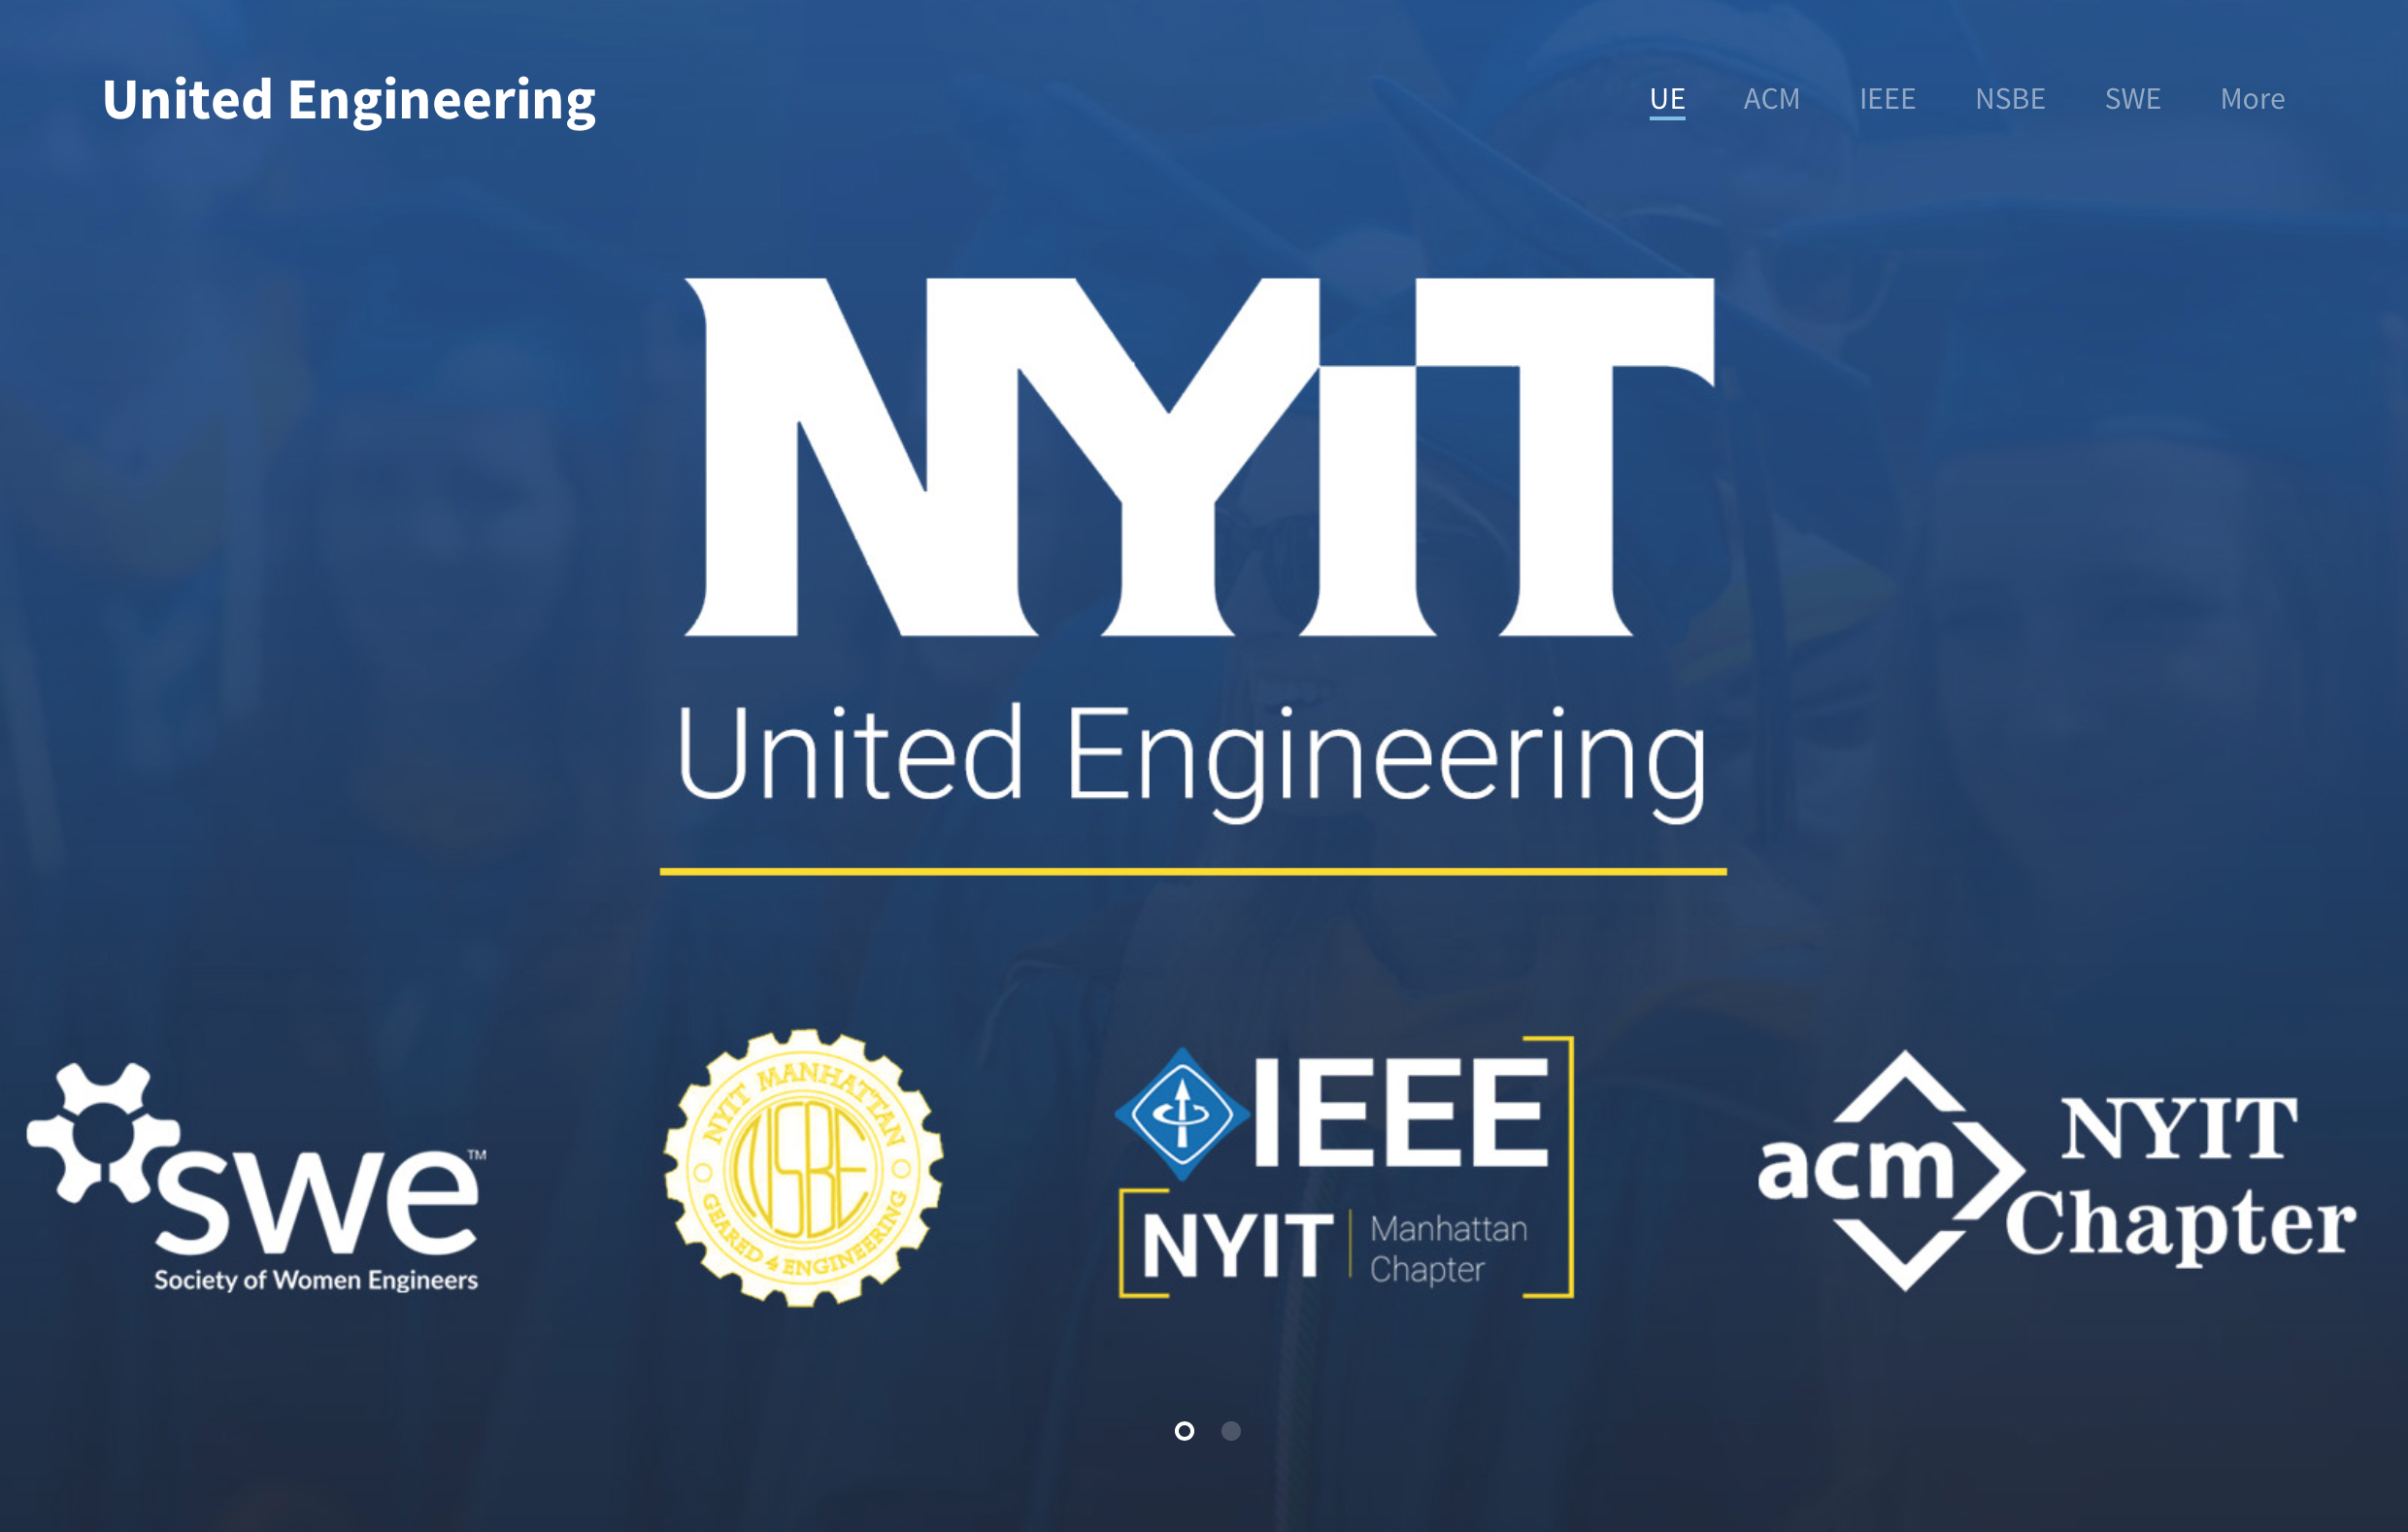 United Engineering
UE ACM IEEE NSBE SWE More
NYiT
United Engineering
swe™
Society of Women Engineers
NYIT MANHATTAN
NSBE
GEARED 4 ENGINEERING
IEEE
NYIT
Manhattan
Chapter
acm
NYIT
Chapter